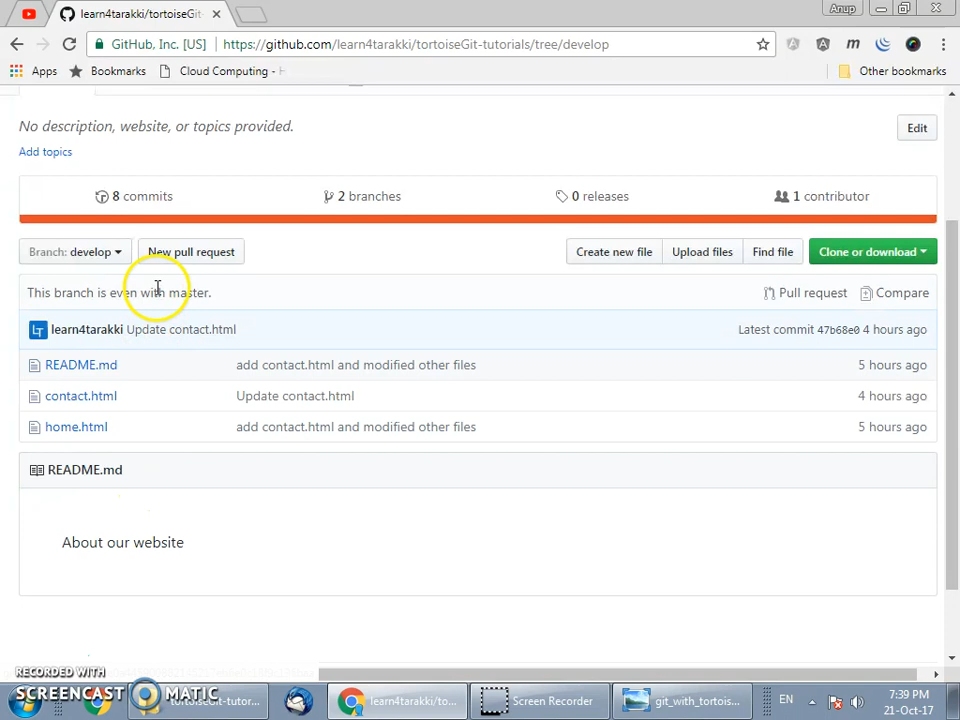 learn4tarakki/tortoiseGit-
Anup
GitHub, Inc. [US]
https://github.com/learn4tarakki/tortoiseGit-tutorials/tree/develop
Apps
Bookmarks
Cloud Computing - H
Other bookmarks
No description, website, or topics provided.
Edit
Add topics
8 commits
2 branches
0 releases
1 contributor
Branch: develop
New pull request
Create new file
Upload files
Find file
Clone or download
This branch is even with master.
Pull request
Compare
LT
learn4tarakki Update contact.html
Latest commit 47b68e0 4 hours ago
README.md
add contact.html and modified other files
5 hours ago
contact.html
Update contact.html
4 hours ago
home.html
add contact.html and modified other files
5 hours ago
README.md
About our website
RECORDED WITH
SCREENCAST MATIC
tortoiseGit-tutor...
learn4tarakki/to...
Screen Recorder
git_with_tortois...
EN
7:39 PM
21-Oct-17